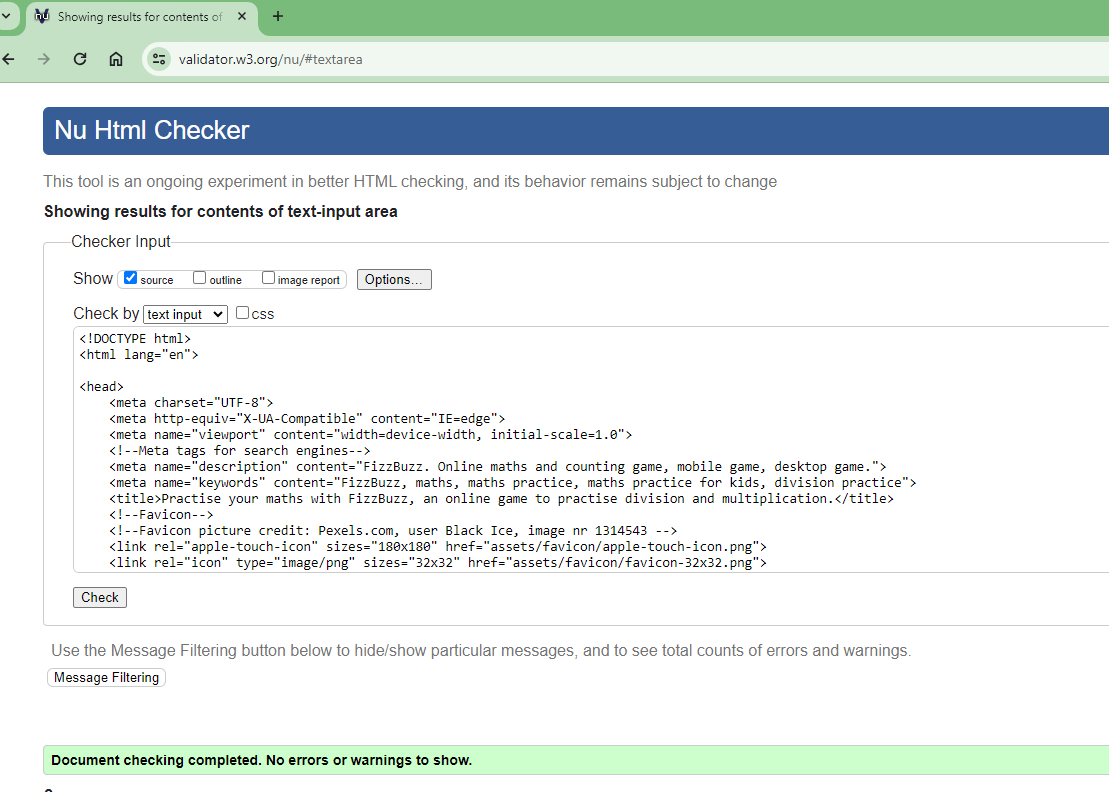 Showing results for contents of
validator.w3.org/nu/#textarea
Nu Html Checker
This tool is an ongoing experiment in better HTML checking, and its behavior remains subject to change
Showing results for contents of text-input area
Checker Input
Show source outline image report Options...
Check by text input css
<!DOCTYPE html>
<html lang="en">
<head>
<meta charset="UTF-8">
<meta http-equiv="X-UA-Compatible" content="IE=edge">
<meta name="viewport" content="width=device-width, initial-scale=1.0">
<!--Meta tags for search engines-->
<meta name="description" content="FizzBuzz. Online maths and counting game, mobile game, desktop game.">
<meta name="keywords" content="FizzBuzz, maths, maths practice, maths practice for kids, division practice">
<title>Practise your maths with FizzBuzz, an online game to practise division and multiplication.</title>
<!--Favicon-->
<!--Favicon picture credit: Pexels.com, user Black Ice, image nr 1314543 -->
<link rel="apple-touch-icon" sizes="180x180" href="assets/favicon/apple-touch-icon.png">
<link rel="icon" type="image/png" sizes="32x32" href="assets/favicon/favicon-32x32.png">
Check
Use the Message Filtering button below to hide/show particular messages, and to see total counts of errors and warnings.
Message Filtering
Document checking completed. No errors or warnings to show.